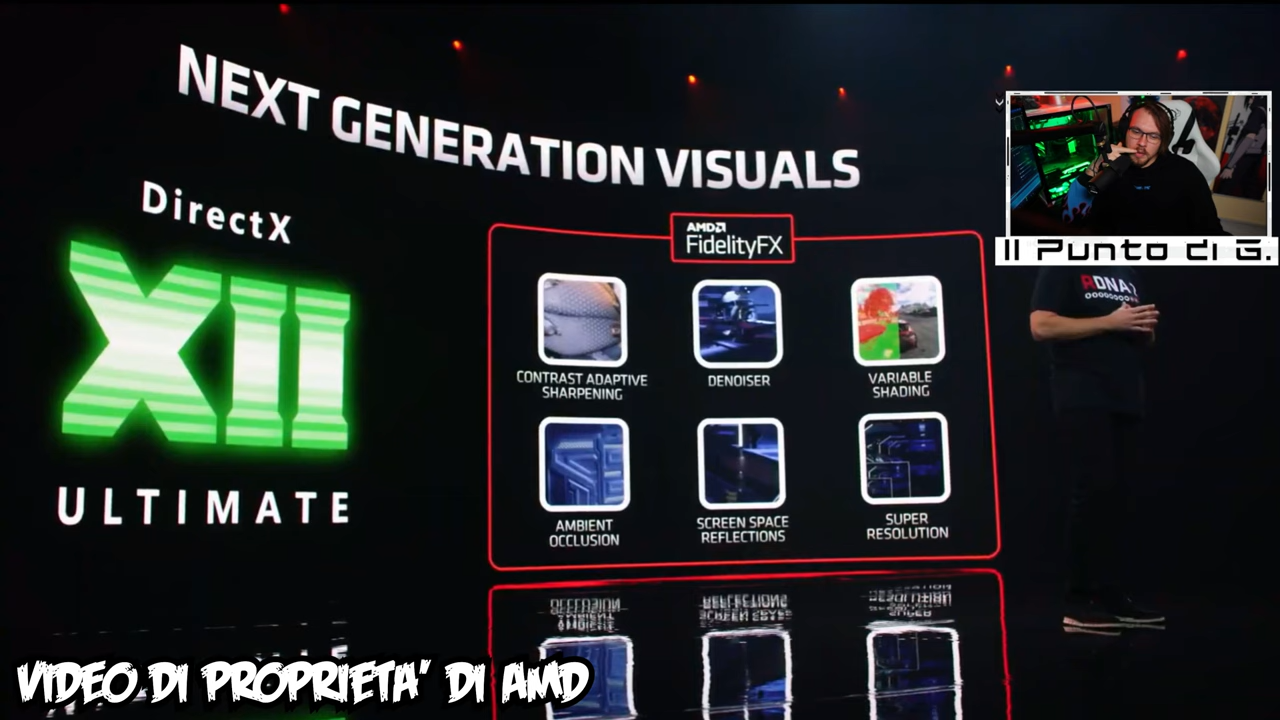 NEXT GENERATION VISUALS
DirectX
XII
ULTIMATE
AMD
FidelityFX
CONTRAST ADAPTIVE
SHARPENING
DENOISER
VARIABLE
SHADING
AMBIENT
OCCLUSION
SCREEN SPACE
REFLECTIONS
SUPER
RESOLUTION
Il Punto di G.
VIDEO DI PROPRIETA' DI AMD